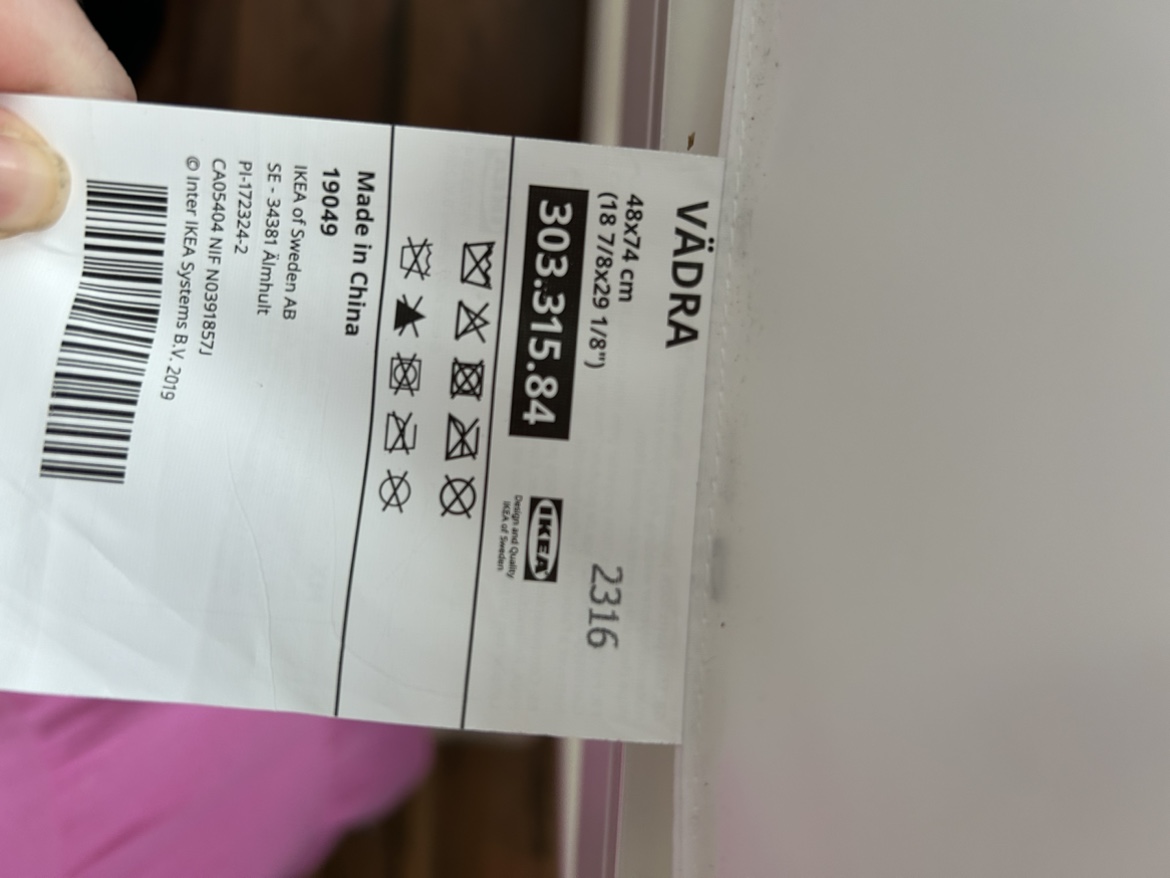 VÄDRA
48x74 cm
(18 7/8x29 1/8")
2316
303.315.84
IKEA
Design and Quality
IKEA of Sweden
Made in China
19049
IKEA of Sweden AB
SE - 34381 Älmhult
PI-172324-2
CA05404 NIF N0391857J
© Inter IKEA Systems B.V. 2019